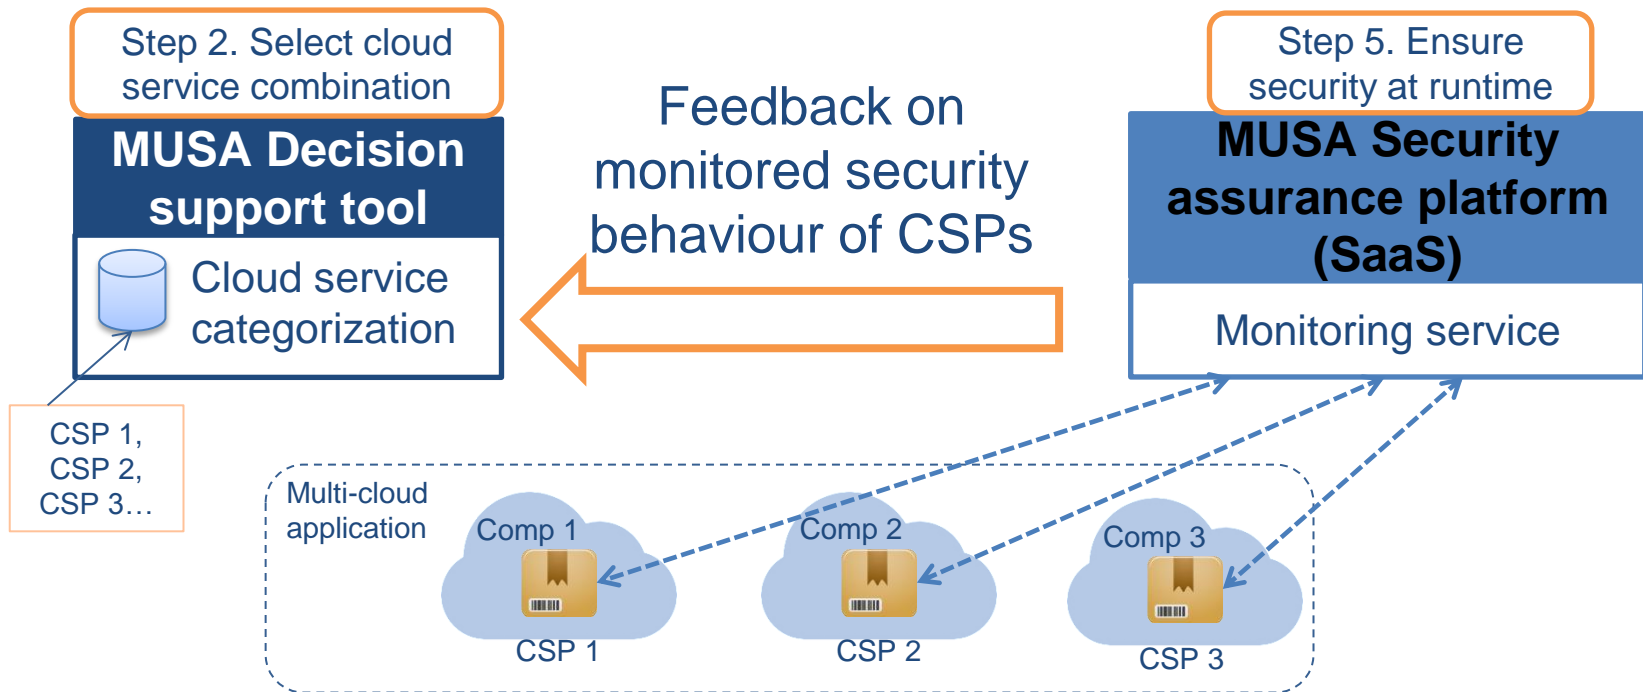 Step 2. Select cloud
service combination
MUSA Decision
support tool
Cloud service
categorization
CSP 1,
CSP 2,
CSP 3…
Feedback on
monitored security
behaviour of CSPs
Step 5. Ensure
security at runtime
MUSA Security
assurance platform
(SaaS)
Monitoring service
Multi-cloud
application
Comp 1
CSP 1
Comp 2
CSP 2
Comp 3
CSP 3